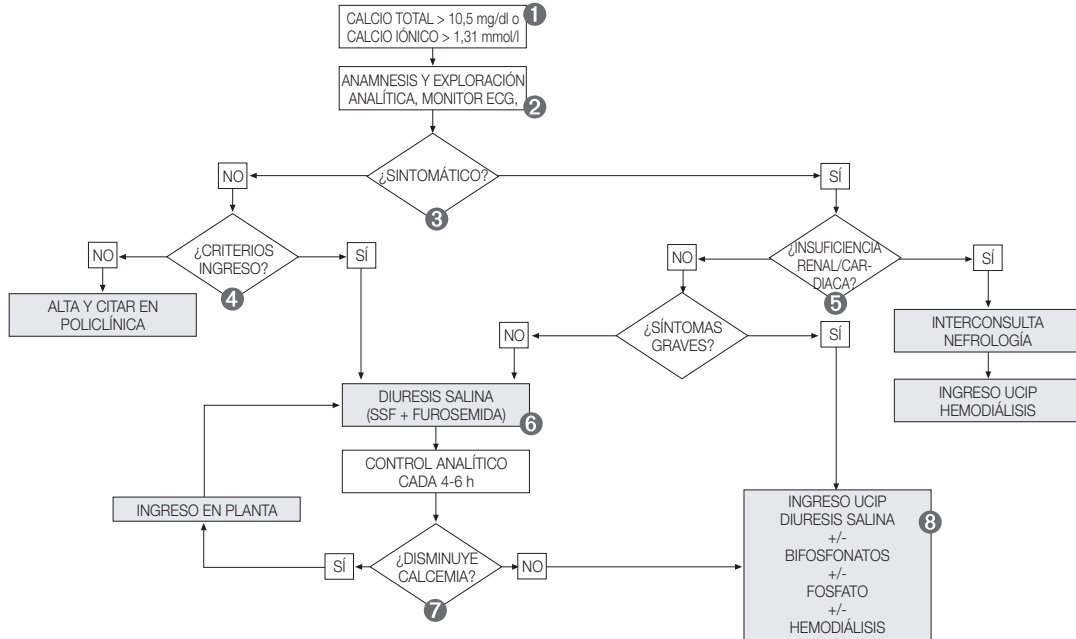 CALCIO TOTAL > 10,5 mg/dl o
CALCIO IÓNICO > 1,31 mmol/l
1
ANAMNESIS Y EXPLORACIÓN
ANALÍTICA, MONITOR ECG,
2
NO
¿SINTOMÁTICO?
3
SÍ
NO
¿CRITERIOS
INGRESO?
4
SÍ
NO
¿INSUFICIENCIA
RENAL/CAR-
DIACA?
5
SÍ
ALTA Y CITAR EN
POLICLÍNICA
NO
¿SÍNTOMAS
GRAVES?
SÍ
INTERCONSULTA
NEFROLOGÍA
INGRESO UCIP
HEMODIÁLISIS
DIURESIS SALINA
(SSF + FUROSEMIDA)
6
CONTROL ANALÍTICO
CADA 4-6 h
INGRESO EN PLANTA
SÍ
¿DISMINUYE
CALCEMIA?
7
NO
INGRESO UCIP
DIURESIS SALINA
+/-
BIFOSFONATOS
+/-
FOSFATO
+/-
HEMODIÁLISIS
8